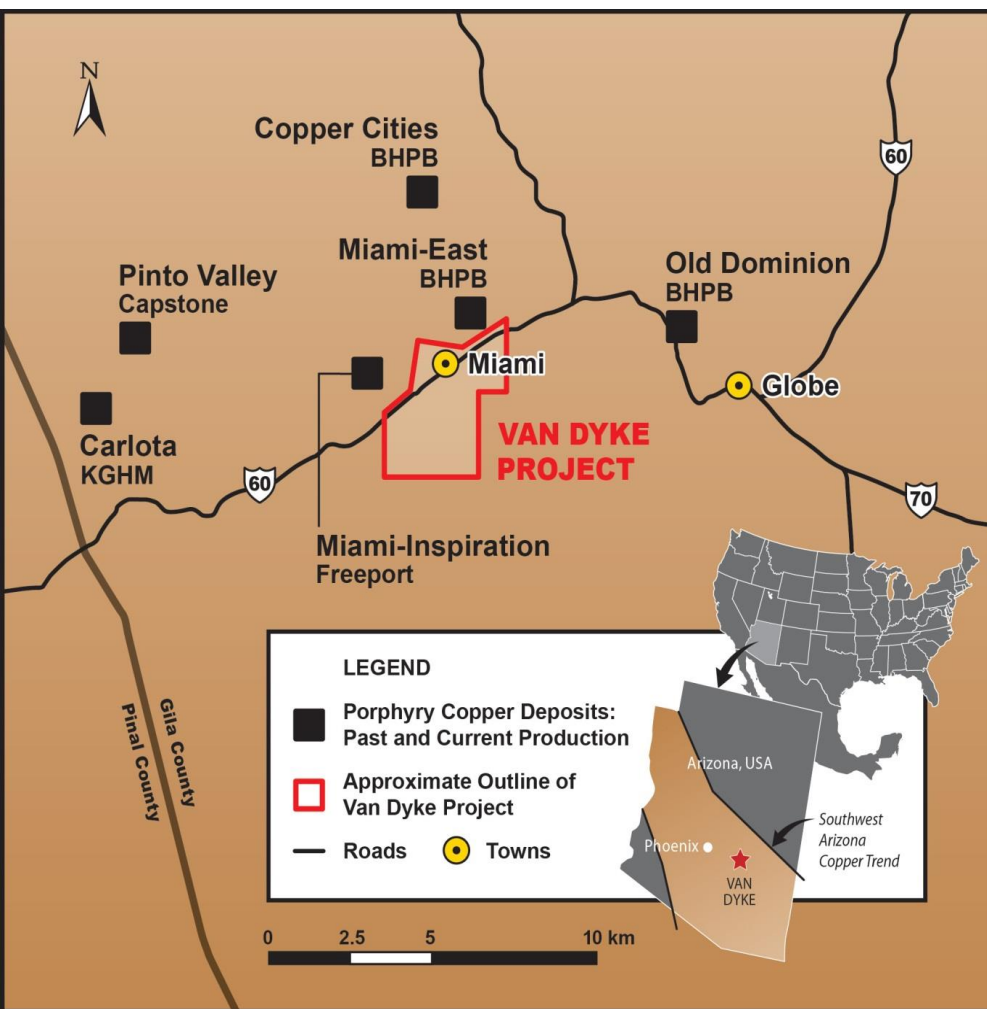 N
Copper Cities
BHPB
60
Miami-East
BHPB
Old Dominion
BHPB
Pinto Valley
Capstone
Miami
Globe
Carlota
KGHM
VAN DYKE
PROJECT
60
70
Miami-Inspiration
Freeport
Gila County
Pinal County
LEGEND
Porphyry Copper Deposits:
Past and Current Production
Approximate Outline of
Van Dyke Project
Roads
Towns
Arizona, USA
Southwest
Arizona
Copper Trend
Phoenix
VAN
DYKE
0 2.5 5 10 km